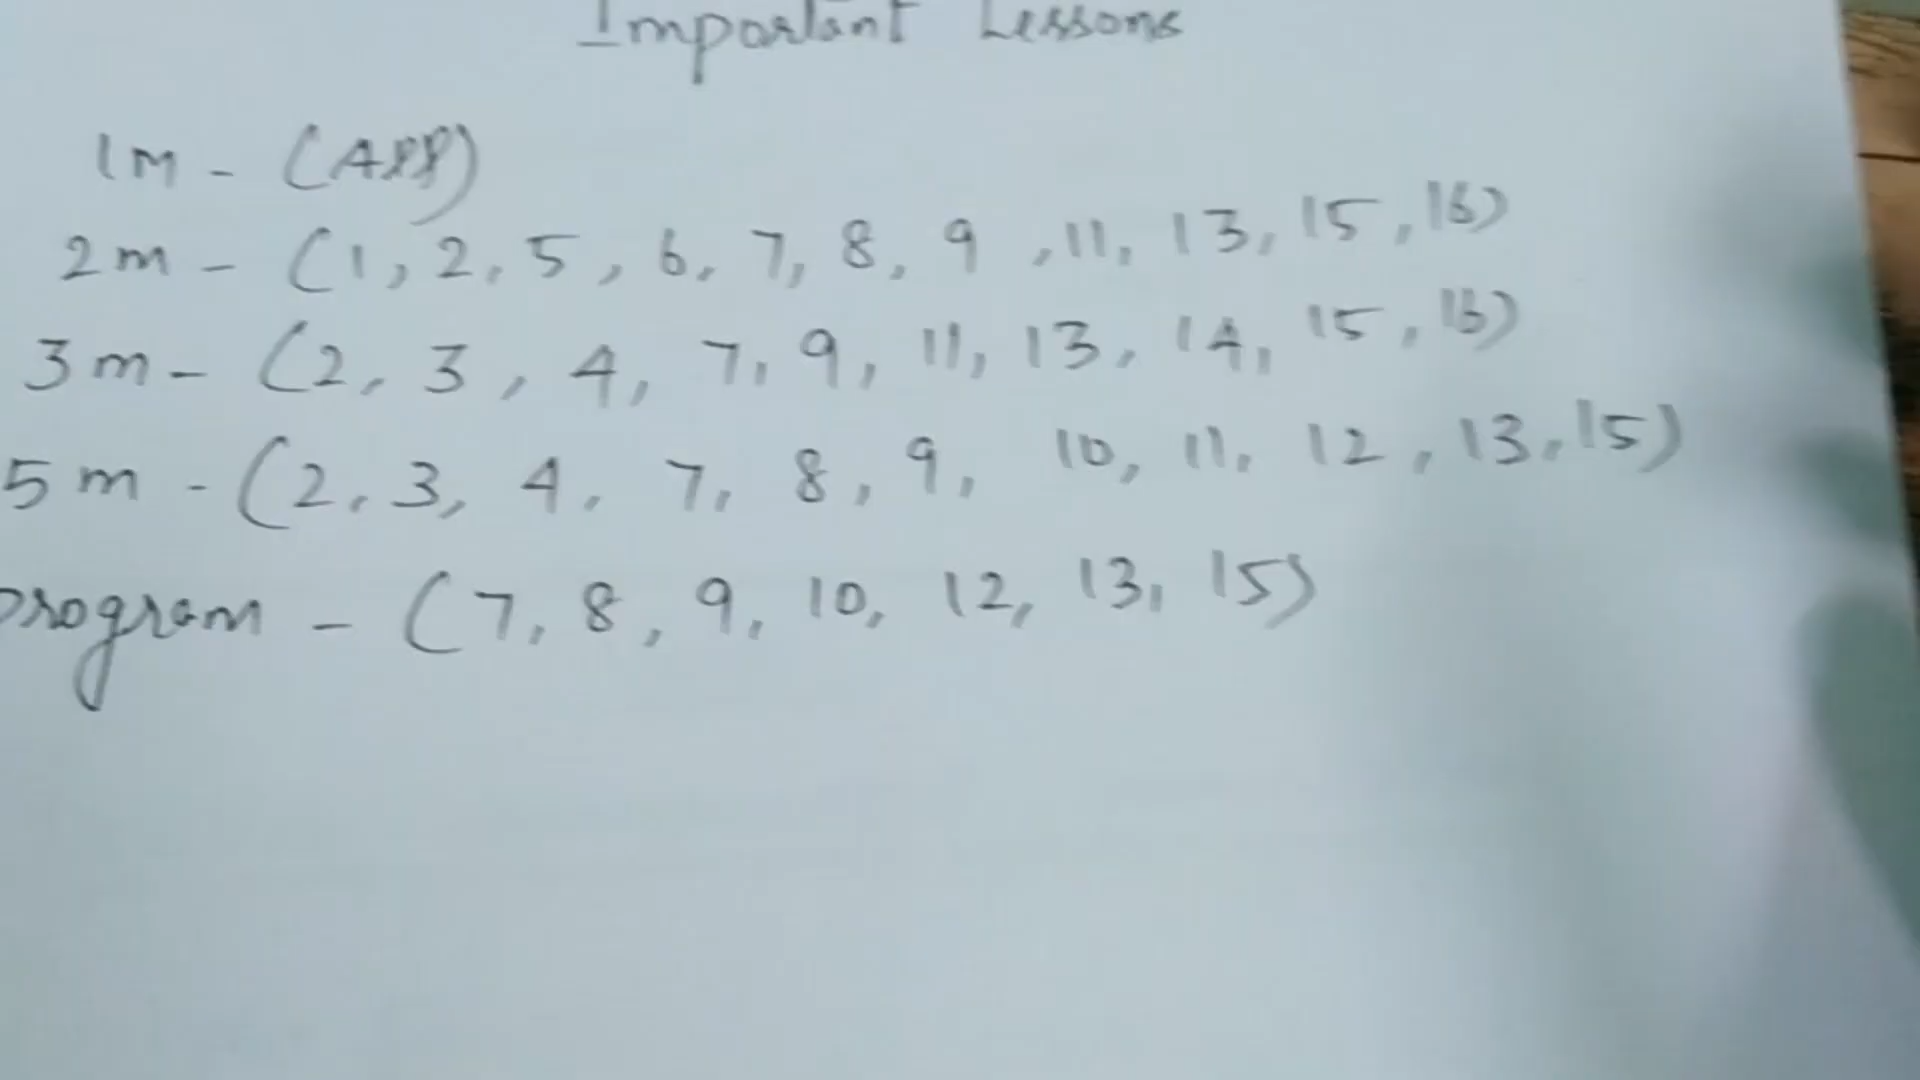 Important Lessons
1M - (All)
2m - (1, 2, 5, 6, 7, 8, 9, 11, 13, 15, 16)
3m - (2, 3, 4, 7, 9, 11, 13, 14, 15, 16)
5m - (2, 3, 4, 7, 8, 9, 10, 11, 12, 13, 15)
program - (7, 8, 9, 10, 12, 13, 15)